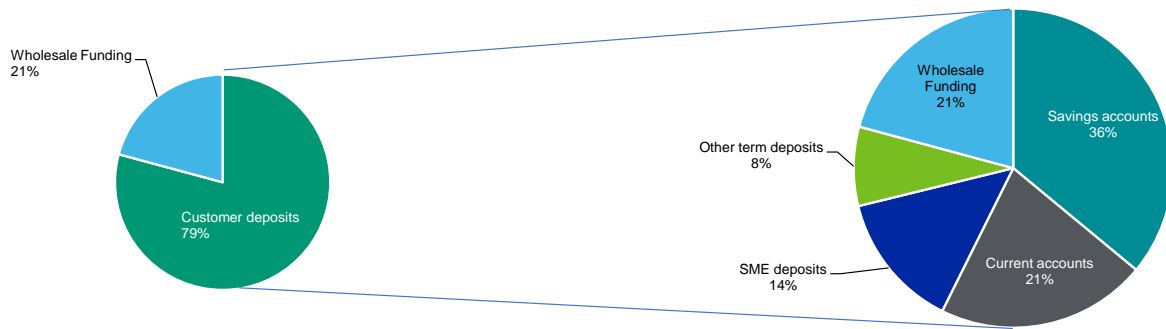 Wholesale Funding
21%
Customer deposits
79%
Wholesale
Funding
21%
Savings accounts
36%
Other term deposits
8%
SME deposits
14%
Current accounts
21%